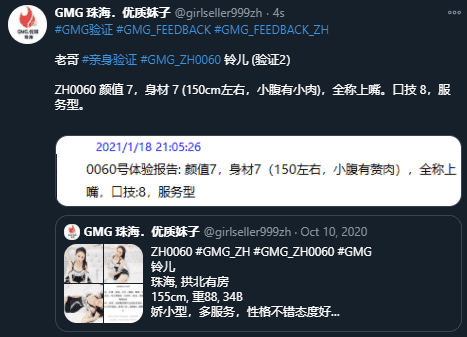 GMG 珠海．优质妹子 @girlseller999zh · 4s
#GMG验证 #GMG_FEEDBACK #GMG_FEEDBACK_ZH
老哥 #亲身验证 #GMG_ZH0060 铃儿 (验证2)
ZH0060 颜值 7，身材 7 (150cm左右，小腹有小肉)，全称上嘴。口技 8，服
务型。
2021/1/18 21:05:26
0060号体验报告: 颜值7，身材7（150左右，小腹有赘肉），全称上
嘴，口技:8，服务型
GMG 珠海．优质妹子 @girlseller999zh · Oct 10, 2020
ZH0060 #GMG_ZH #GMG_ZH0060 #GMG
铃儿
珠海, 拱北有房
155cm, 重88, 34B
娇小型，多服务，性格不错态度好...